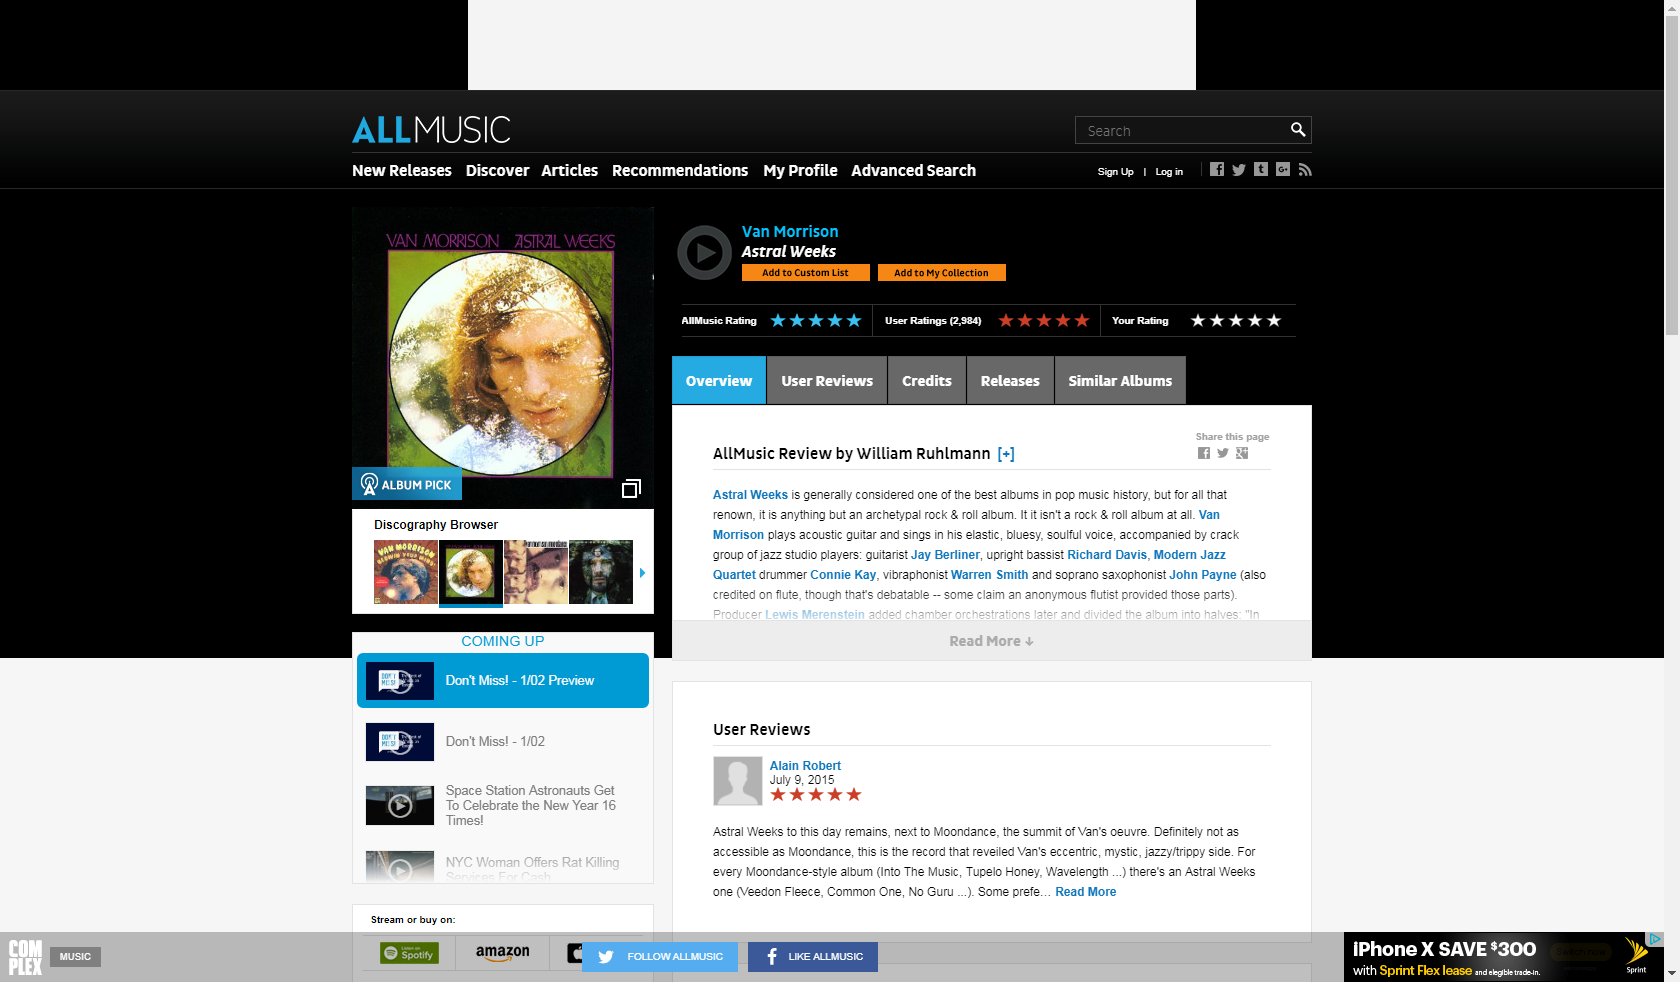 ALLMUSIC
Search
New Releases Discover Articles Recommendations My Profile Advanced Search
Sign Up | Log in
VAN MORRISON ASTRAL WEEKS
ALBUM PICK
Van Morrison
Astral Weeks
Add to Custom List Add to My Collection
AllMusic Rating User Ratings (2,984) Your Rating
Overview User Reviews Credits Releases Similar Albums
Share this page
AllMusic Review by William Ruhlmann [+]
Astral Weeks is generally considered one of the best albums in pop music history, but for all that
renown, it is anything but an archetypal rock & roll album. It it isn't a rock & roll album at all. Van
Morrison plays acoustic guitar and sings in his elastic, bluesy, soulful voice, accompanied by crack
group of jazz studio players: guitarist Jay Berliner, upright bassist Richard Davis, Modern Jazz
Quartet drummer Connie Kay, vibraphonist Warren Smith and soprano saxophonist John Payne (also
credited on flute, though that's debatable -- some claim an anonymous flutist provided those parts).
Producer Lewis Merenstein added chamber orchestrations later and divided the album into halves: "In
Read More ↓
Discography Browser
VAN MORRISON
COMING UP
Don't Miss! - 1/02 Preview
Don't Miss! - 1/02
Space Station Astronauts Get
To Celebrate the New Year 16
Times!
NYC Woman Offers Rat Killing
Services For Cash
Stream or buy on:
Listen on
Spotify
amazon
User Reviews
Alain Robert
July 9, 2015
Astral Weeks to this day remains, next to Moondance, the summit of Van's oeuvre. Definitely not as
accessible as Moondance, this is the record that reveiled Van's eccentric, mystic, jazzy/trippy side. For
every Moondance-style album (Into The Music, Tupelo Honey, Wavelength ...) there's an Astral Weeks
one (Veedon Fleece, Common One, No Guru ...). Some prefe... Read More
COMPLEX
MUSIC
FOLLOW ALLMUSIC
LIKE ALLMUSIC
iPhone X SAVE $300
with Sprint Flex lease and elegible trade-in.
Sprint